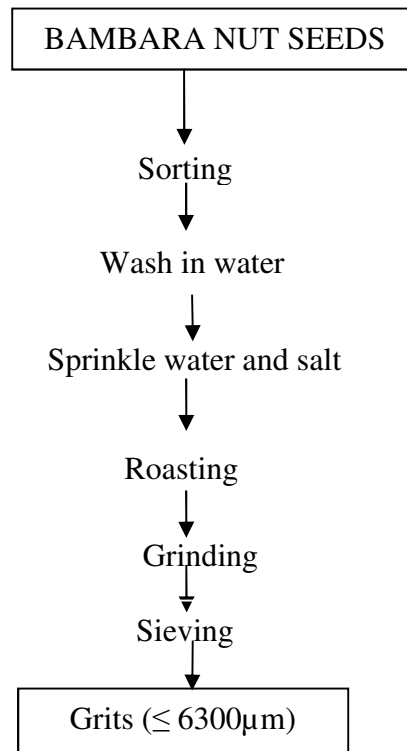 BAMBARA NUT SEEDS
Sorting
Wash in water
Sprinkle water and salt
Roasting
Grinding
Sieving
Grits (≤ 6300µm)